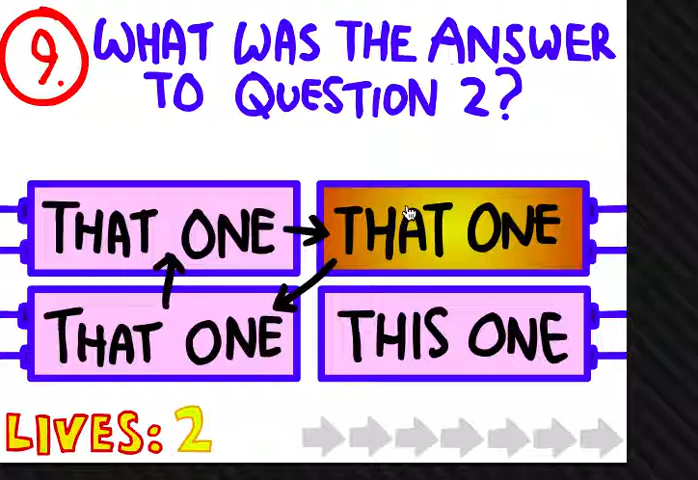 9. WHAT WAS THE ANSWER
TO QUESTION 2?
THAT ONE THAT ONE
THAT ONE THIS ONE
LIVES: 2